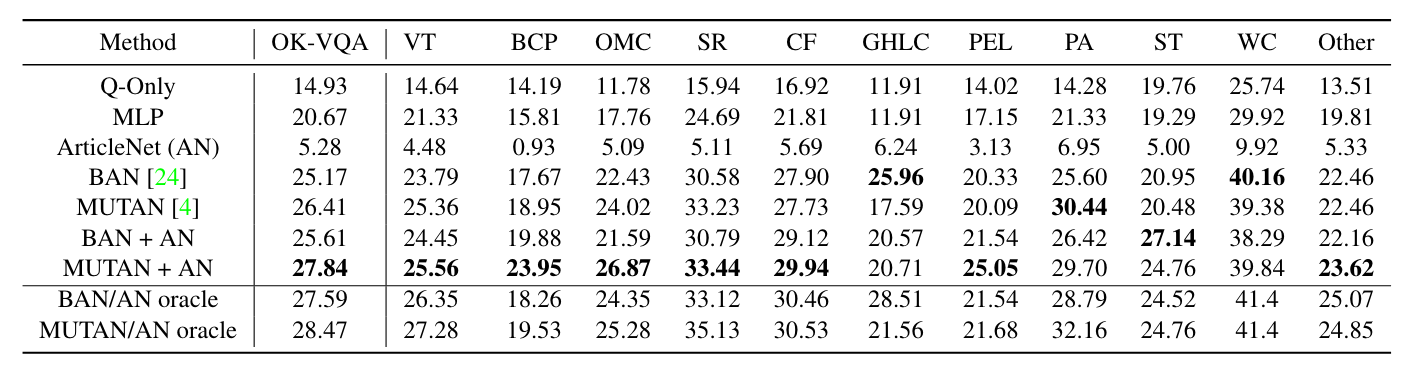 Method OK-VQA VT BCP OMC SR CF GHLC PEL PA ST WC Other
Q-Only 14.93 14.64 14.19 11.78 15.94 16.92 11.91 14.02 14.28 19.76 25.74 13.51
MLP 20.67 21.33 15.81 17.76 24.69 21.81 11.91 17.15 21.33 19.29 29.92 19.81
ArticleNet (AN) 5.28 4.48 0.93 5.09 5.11 5.69 6.24 3.13 6.95 5.00 9.92 5.33
BAN [24] 25.17 23.79 17.67 22.43 30.58 27.90 25.96 20.33 25.60 20.95 40.16 22.46
MUTAN [4] 26.41 25.36 18.95 24.02 33.23 27.73 17.59 20.09 30.44 20.48 39.38 22.46
BAN + AN 25.61 24.45 19.88 21.59 30.79 29.12 20.57 21.54 26.42 27.14 38.29 22.16
MUTAN + AN 27.84 25.56 23.95 26.87 33.44 29.94 20.71 25.05 29.70 24.76 39.84 23.62
BAN/AN oracle 27.59 26.35 18.26 24.35 33.12 30.46 28.51 21.54 28.79 24.52 41.4 25.07
MUTAN/AN oracle 28.47 27.28 19.53 25.28 35.13 30.53 21.56 21.68 32.16 24.76 41.4 24.85